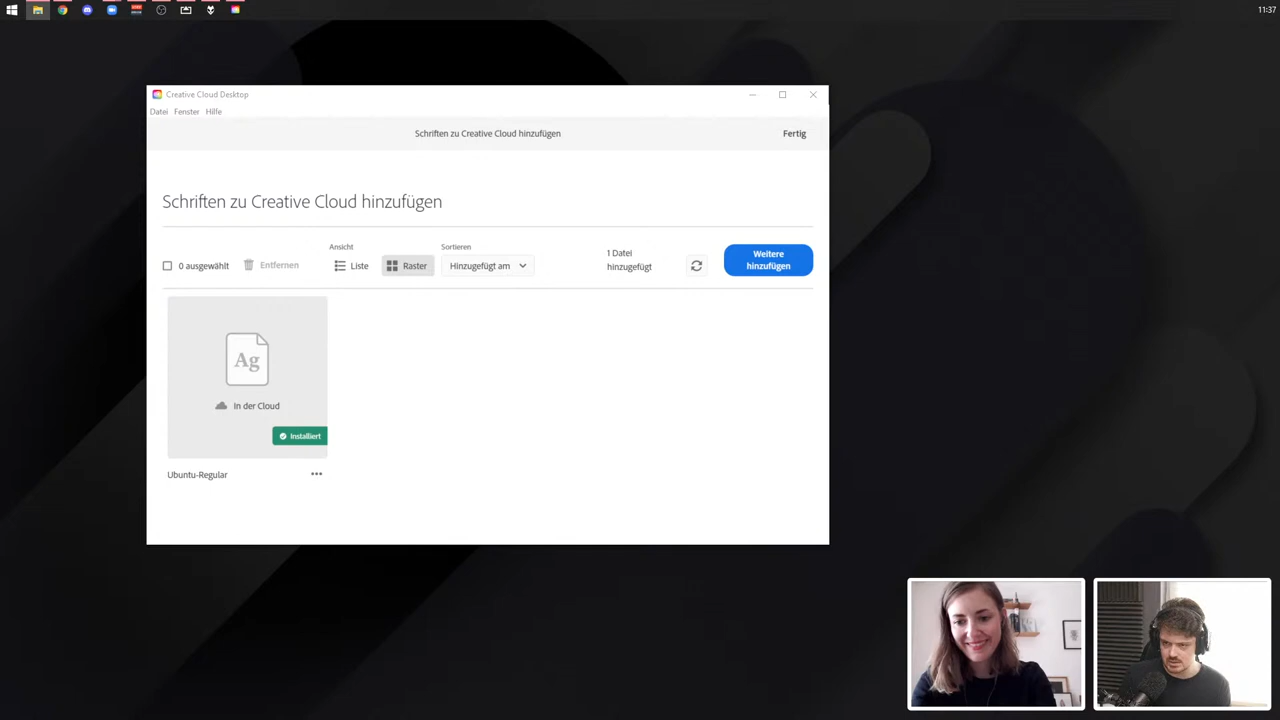 11:37
Creative Cloud Desktop
Datei Fenster Hilfe
Schriften zu Creative Cloud hinzufügen
Fertig
Schriften zu Creative Cloud hinzufügen
Ansicht
Sortieren
0 ausgewählt
Entfernen
Liste
Raster
Hinzugefügt am
1 Datei
hinzugefügt
Weitere
hinzufügen
Ag
In der Cloud
Installiert
Ubuntu-Regular